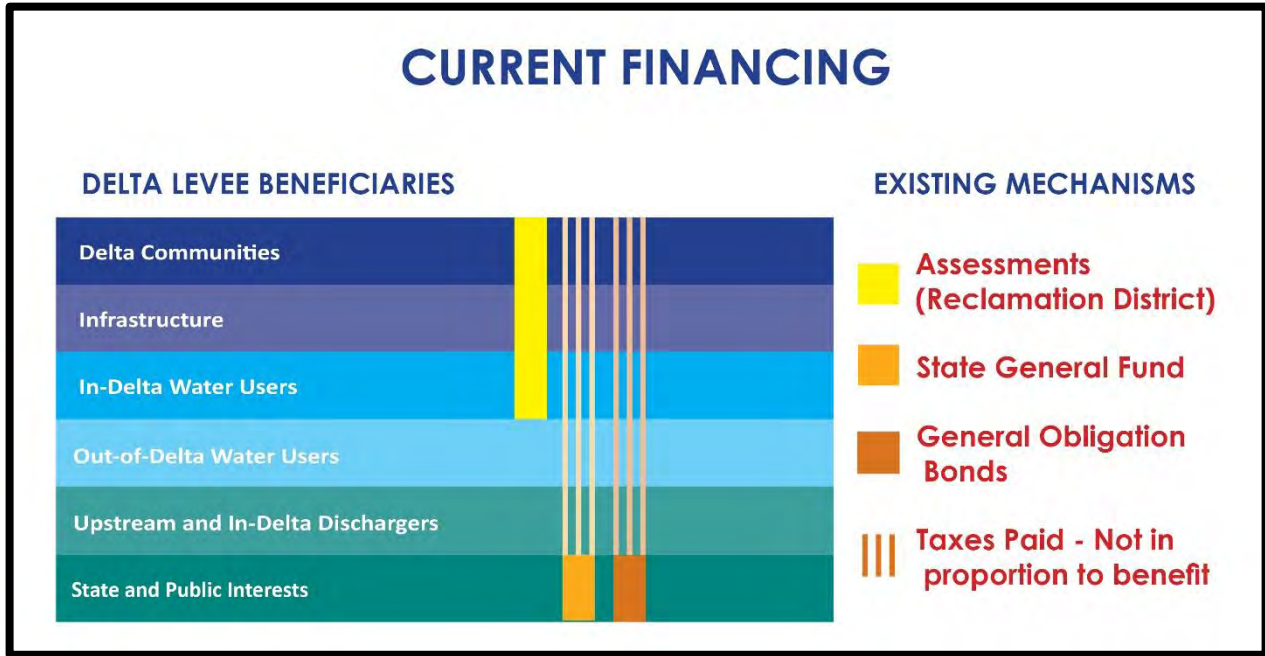 CURRENT FINANCING
DELTA LEVEE BENEFICIARIES
Delta Communities
Infrastructure
In-Delta Water Users
Out-of-Delta Water Users
Upstream and In-Delta Dischargers
State and Public Interests
EXISTING MECHANISMS
Assessments
(Reclamation District)
State General Fund
General Obligation
Bonds
Taxes Paid - Not in
proportion to benefit